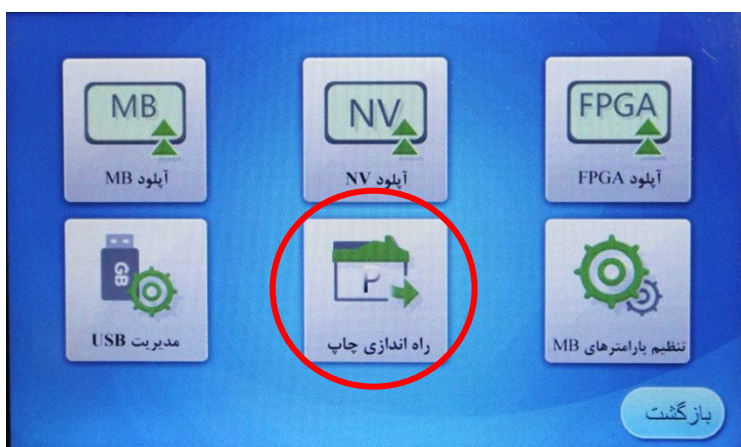 FPGA
آپلود FPGA
NV
آپلود NV
MB
آپلود MB
تنظیم پارامترهای MB
راه اندازی چاپ
GB
مدیریت USB
بازگشت